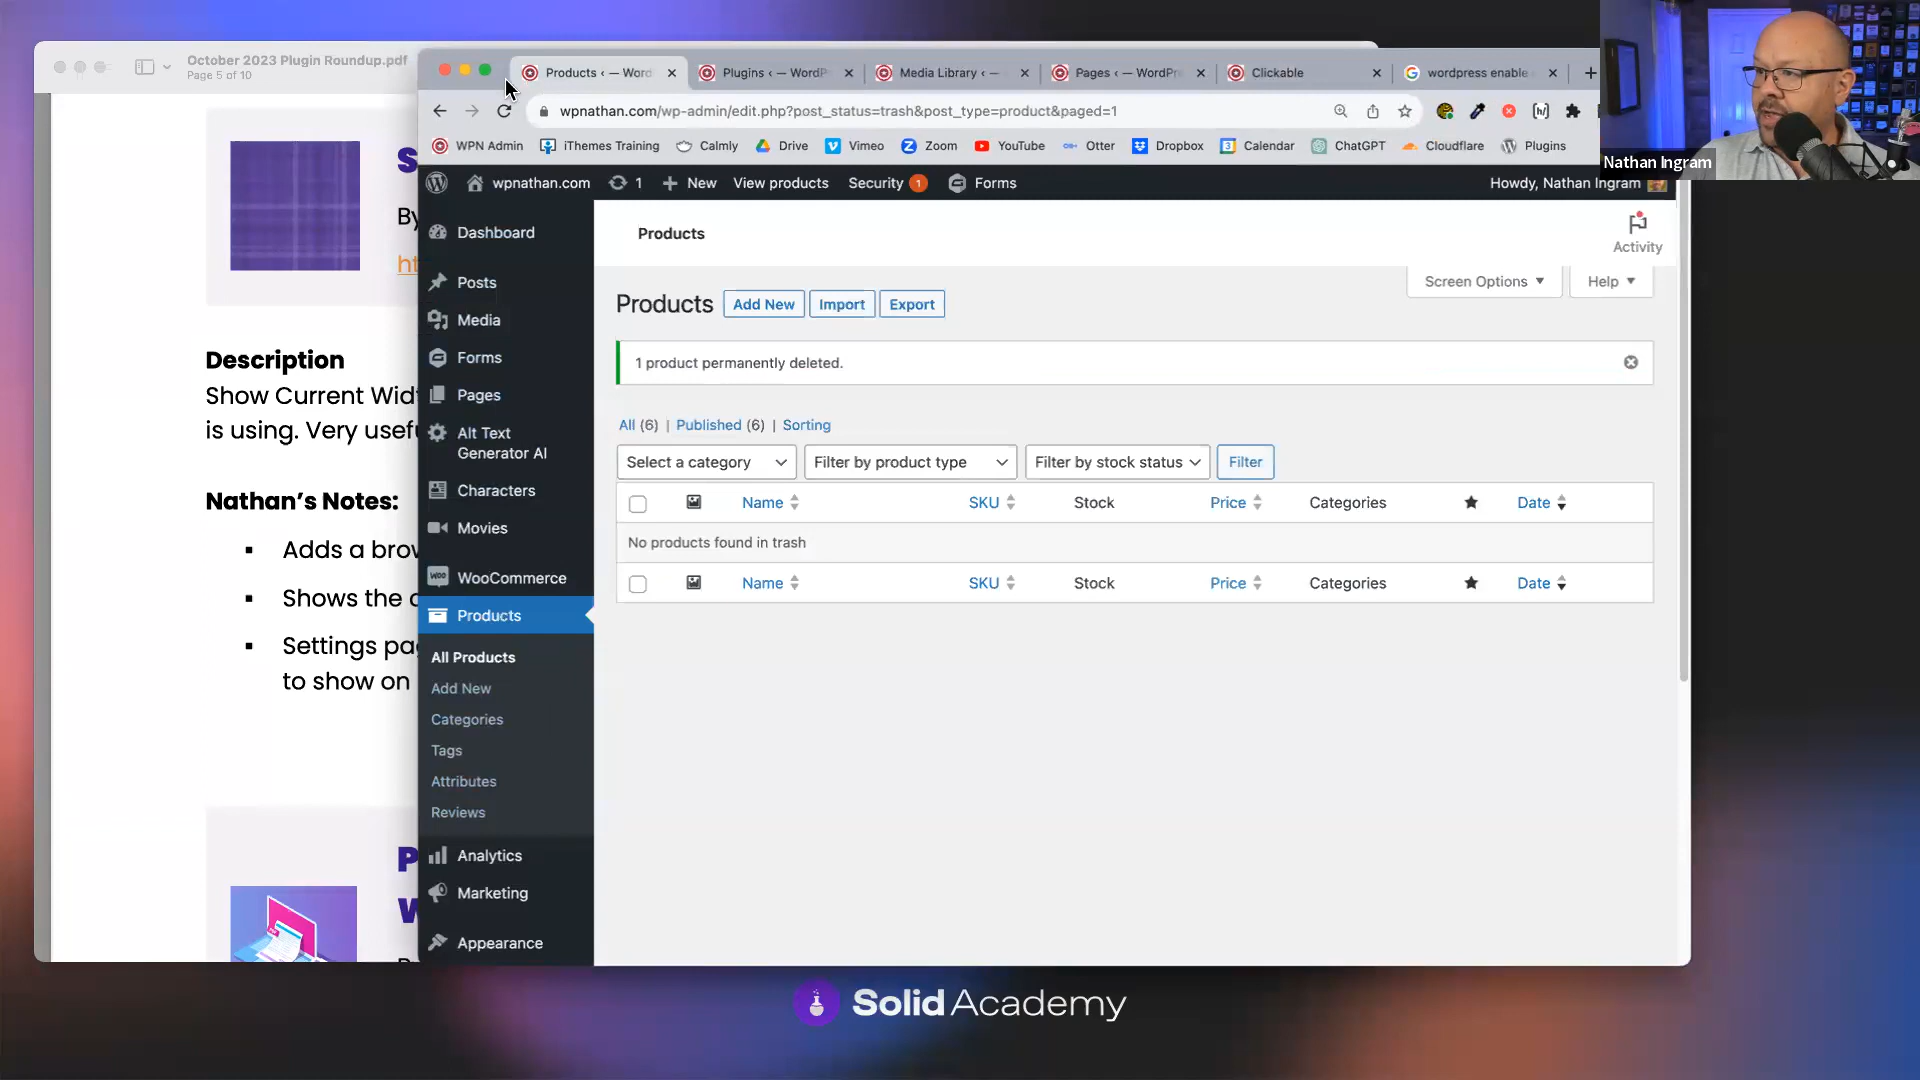 October 2023 Plugin Roundup.pdf
Page 5 of 10
Products ‹ — Word
Plugins ‹ — WordP
Media Library ‹ —
Pages ‹ — WordPr
Clickable
wordpress enable
wpnathan.com/wp-admin/edit.php?post_status=trash&post_type=product&paged=1
WPN Admin
iThemes Training
Calmly
Drive
Vimeo
Zoom
YouTube
Otter
Dropbox
Calendar
ChatGPT
Cloudflare
Plugins
Nathan Ingram
wpnathan.com
1
New
View products
Security 1
Forms
Howdy, Nathan Ingram
S
By
ht
Description
Show Current Wid
is using. Very usef
Nathan's Notes:
Adds a brow
Shows the c
Settings pag
to show on
P
W
Dashboard
Posts
Media
Forms
Pages
Alt Text
Generator AI
Characters
Movies
WooCommerce
Products
All Products
Add New
Categories
Tags
Attributes
Reviews
Analytics
Marketing
Appearance
Products
Activity
Screen Options
Help
Products
Add New
Import
Export
1 product permanently deleted.
All (6) | Published (6) | Sorting
Select a category
Filter by product type
Filter by stock status
Filter
Name SKU Stock Price Categories Date
No products found in trash
Name SKU Stock Price Categories Date
Solid Academy